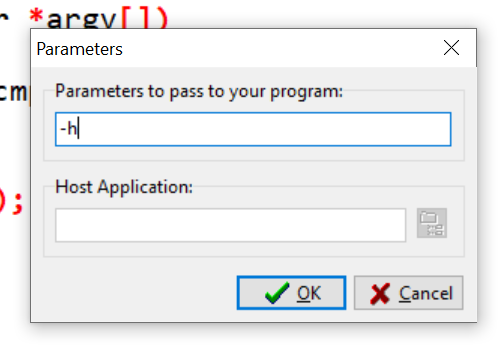 r *argv[])
Parameters
cmp
Parameters to pass to your program:
-h
);
Host Application:
OK
Cancel